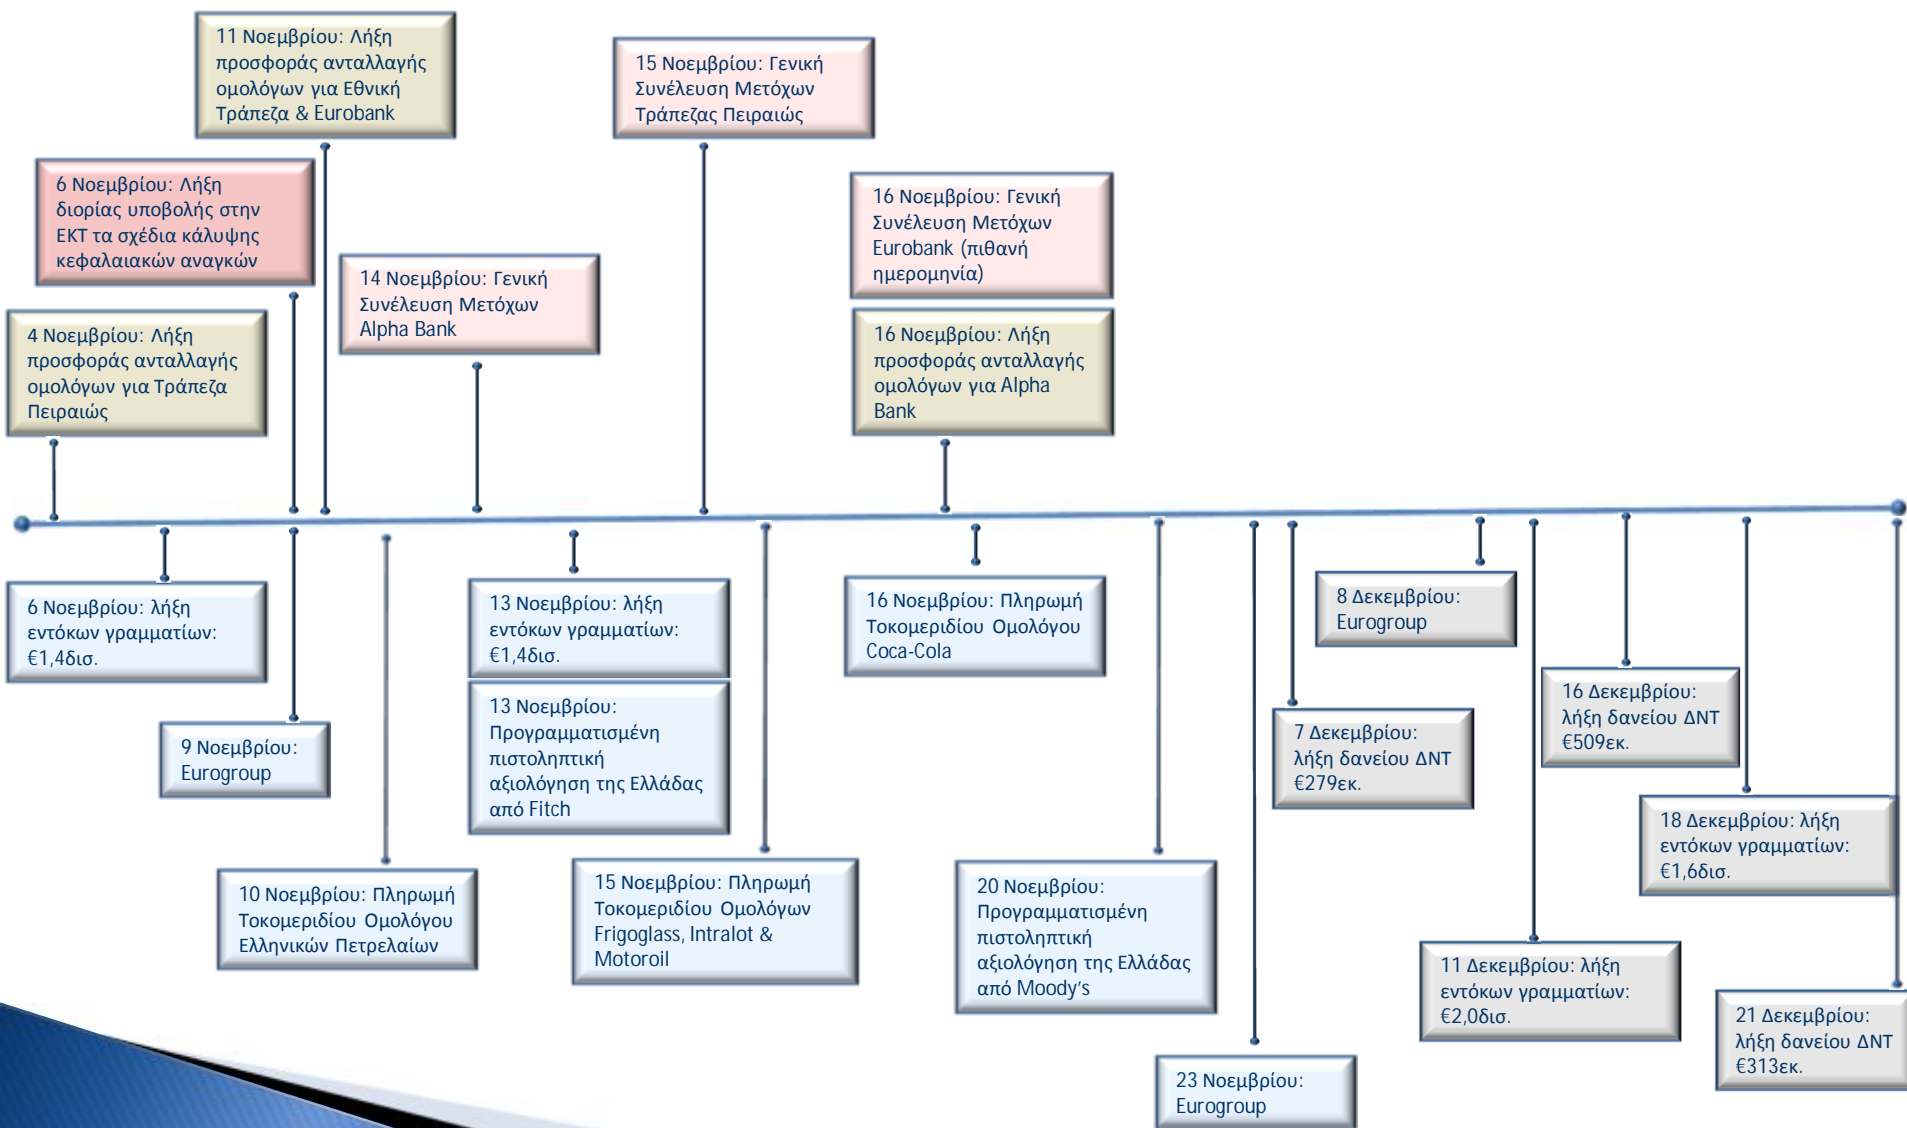 11 Νοεμβρίου: Λήξη
προσφοράς ανταλλαγής
ομολόγων για Εθνική
Τράπεζα & Eurobank
15 Νοεμβρίου: Γενική
Συνέλευση Μετόχων
Τράπεζας Πειραιώς
6 Νοεμβρίου: Λήξη
διορίας υποβολής στην
ΕΚΤ τα σχέδια κάλυψης
κεφαλαιακών αναγκών
16 Νοεμβρίου: Γενική
Συνέλευση Μετόχων
Eurobank (πιθανή
ημερομηνία)
14 Νοεμβρίου: Γενική
Συνέλευση Μετόχων
Alpha Bank
4 Νοεμβρίου: Λήξη
προσφοράς ανταλλαγής
ομολόγων για Τράπεζα
Πειραιώς
16 Νοεμβρίου: Λήξη
προσφοράς ανταλλαγής
ομολόγων για Alpha
Bank
6 Νοεμβρίου: λήξη
εντόκων γραμματίων:
€1,4δισ.
13 Νοεμβρίου: λήξη
εντόκων γραμματίων:
€1,4δισ.
16 Νοεμβρίου: Πληρωμή
Τοκομεριδίου Ομολόγου
Coca-Cola
8 Δεκεμβρίου:
Eurogroup
9 Νοεμβρίου:
Eurogroup
13 Νοεμβρίου:
Προγραμματισμένη
πιστοληπτική
αξιολόγηση της Ελλάδας
από Fitch
7 Δεκεμβρίου:
λήξη δανείου ΔΝΤ
€279εκ.
16 Δεκεμβρίου:
λήξη δανείου ΔΝΤ
€509εκ.
18 Δεκεμβρίου: λήξη
εντόκων γραμματίων:
€1,6δισ.
10 Νοεμβρίου: Πληρωμή
Τοκομεριδίου Ομολόγου
Ελληνικών Πετρελαίων
15 Νοεμβρίου: Πληρωμή
Τοκομεριδίου Ομολόγων
Frigoglass, Intralot &
Motoroil
20 Νοεμβρίου:
Προγραμματισμένη
πιστοληπτική
αξιολόγηση της Ελλάδας
από Moody's
11 Δεκεμβρίου: λήξη
εντόκων γραμματίων:
€2,0δισ.
21 Δεκεμβρίου:
λήξη δανείου ΔΝΤ
€313εκ.
23 Νοεμβρίου:
Eurogroup